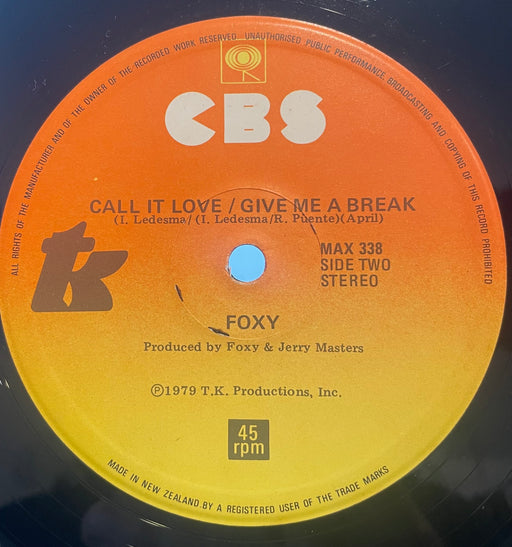 ALL RIGHTS OF THE MANUFACTURER AND OF THE OWNER OF THE RECORDED WORK RESERVED UNAUTHORISED PUBLIC PERFORMANCE BROADCASTING AND COPYING OF THIS RECORD PROHIBITED
CBS
CALL IT LOVE / GIVE ME A BREAK
(I. Ledesma/(I. Ledesma/R. Puente)(April)
tk
MAX 338
SIDE TWO
STEREO
FOXY
Produced by Foxy & Jerry Masters
Ⓟ1979 T.K. Productions, Inc.
45
rpm
MADE IN NEW ZEALAND BY A REGISTERED USER OF THE TRADE MARKS